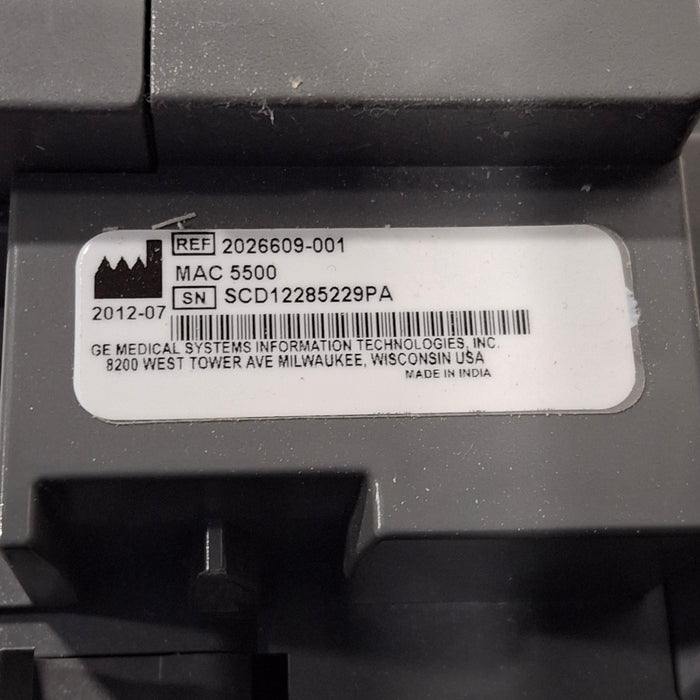 REF 2026609-001
MAC 5500
SN SCD12285229PA
2012-07
GE MEDICAL SYSTEMS INFORMATION TECHNOLOGIES, INC.
8200 WEST TOWER AVE MILWAUKEE, WISCONSIN USA
MADE IN INDIA